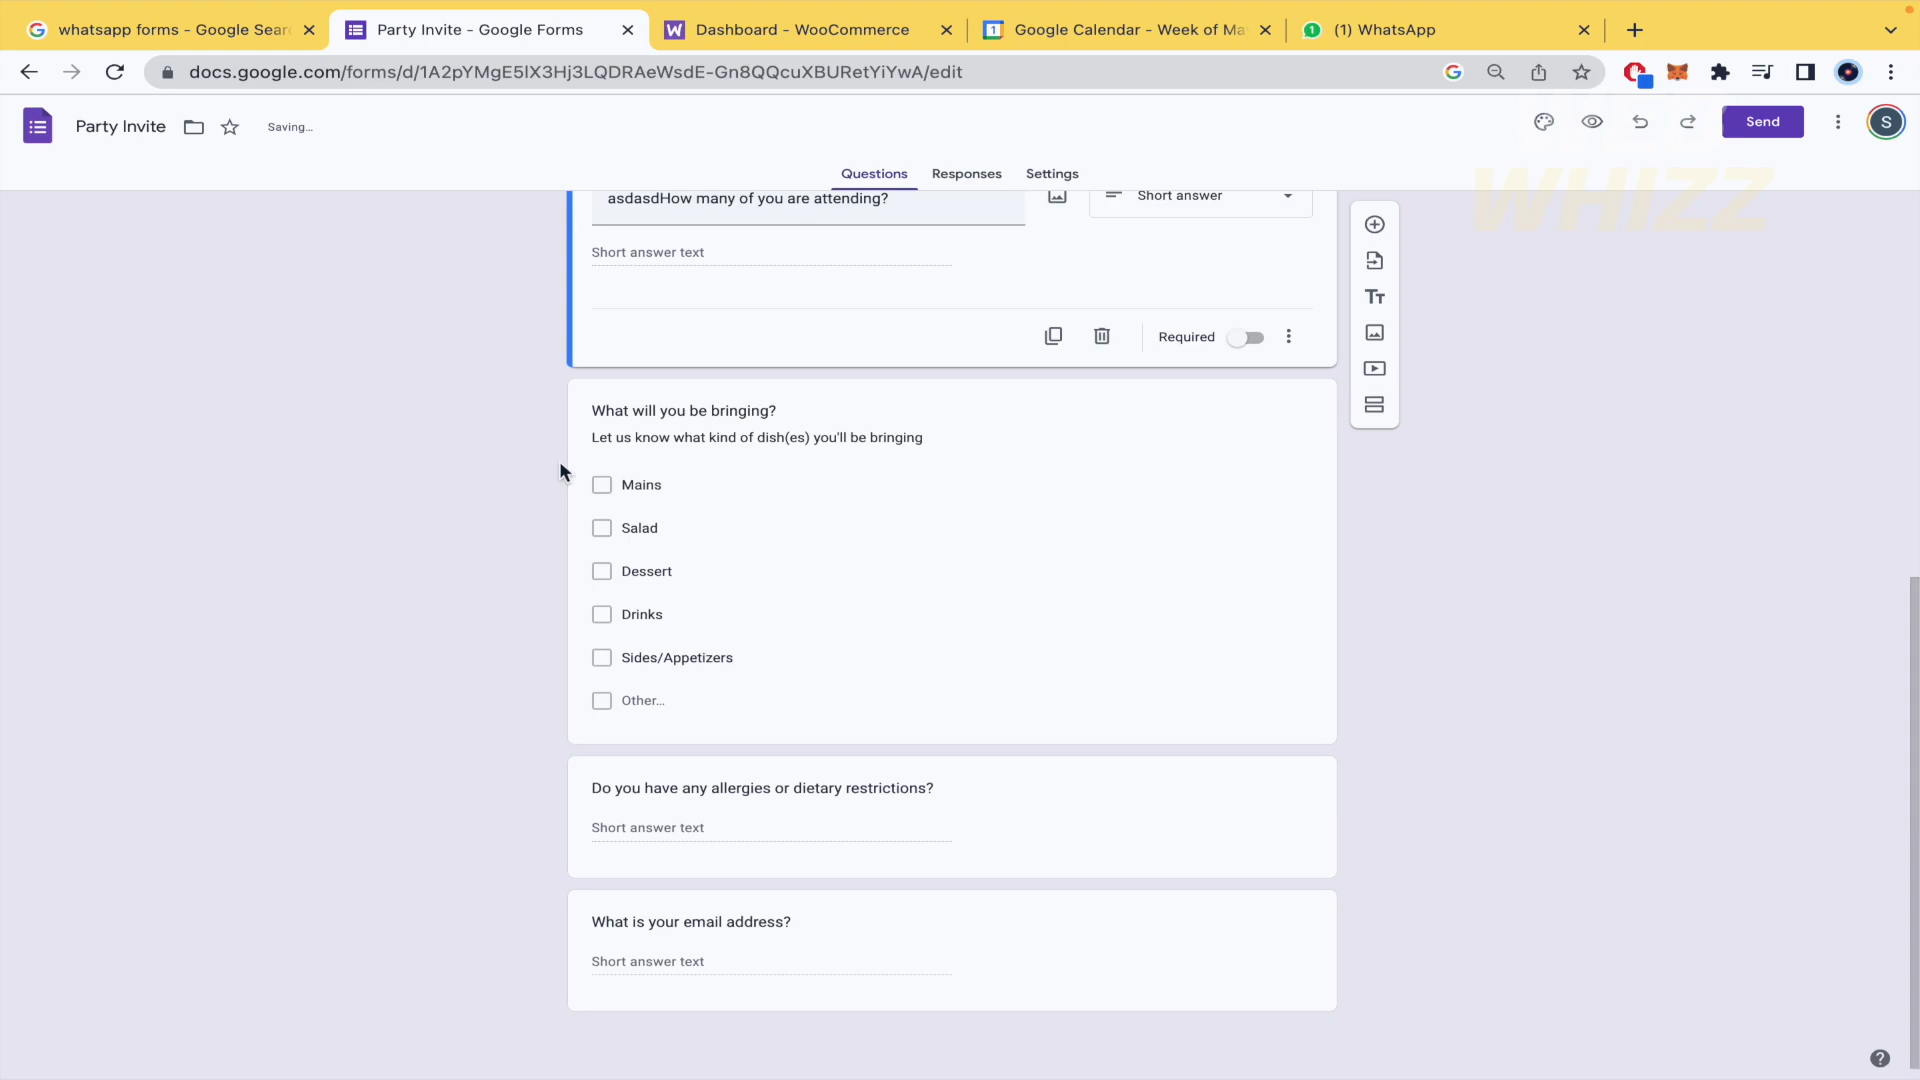 whatsapp forms - Google Sear
Party Invite - Google Forms
Dashboard - WooCommerce
Google Calendar - Week of Ma
(1) WhatsApp
docs.google.com/forms/d/1A2pYMgE5lX3Hj3LQDRAeWsdE-Gn8QQcuXBURetYiYwA/edit
Party Invite
Saving...
Send
S
Questions
Responses
Settings
WHIZZ
asdasdHow many of you are attending?
Short answer
Short answer text
Required
What will you be bringing?
Let us know what kind of dish(es) you'll be bringing
Mains
Salad
Dessert
Drinks
Sides/Appetizers
Other...
Do you have any allergies or dietary restrictions?
Short answer text
What is your email address?
Short answer text